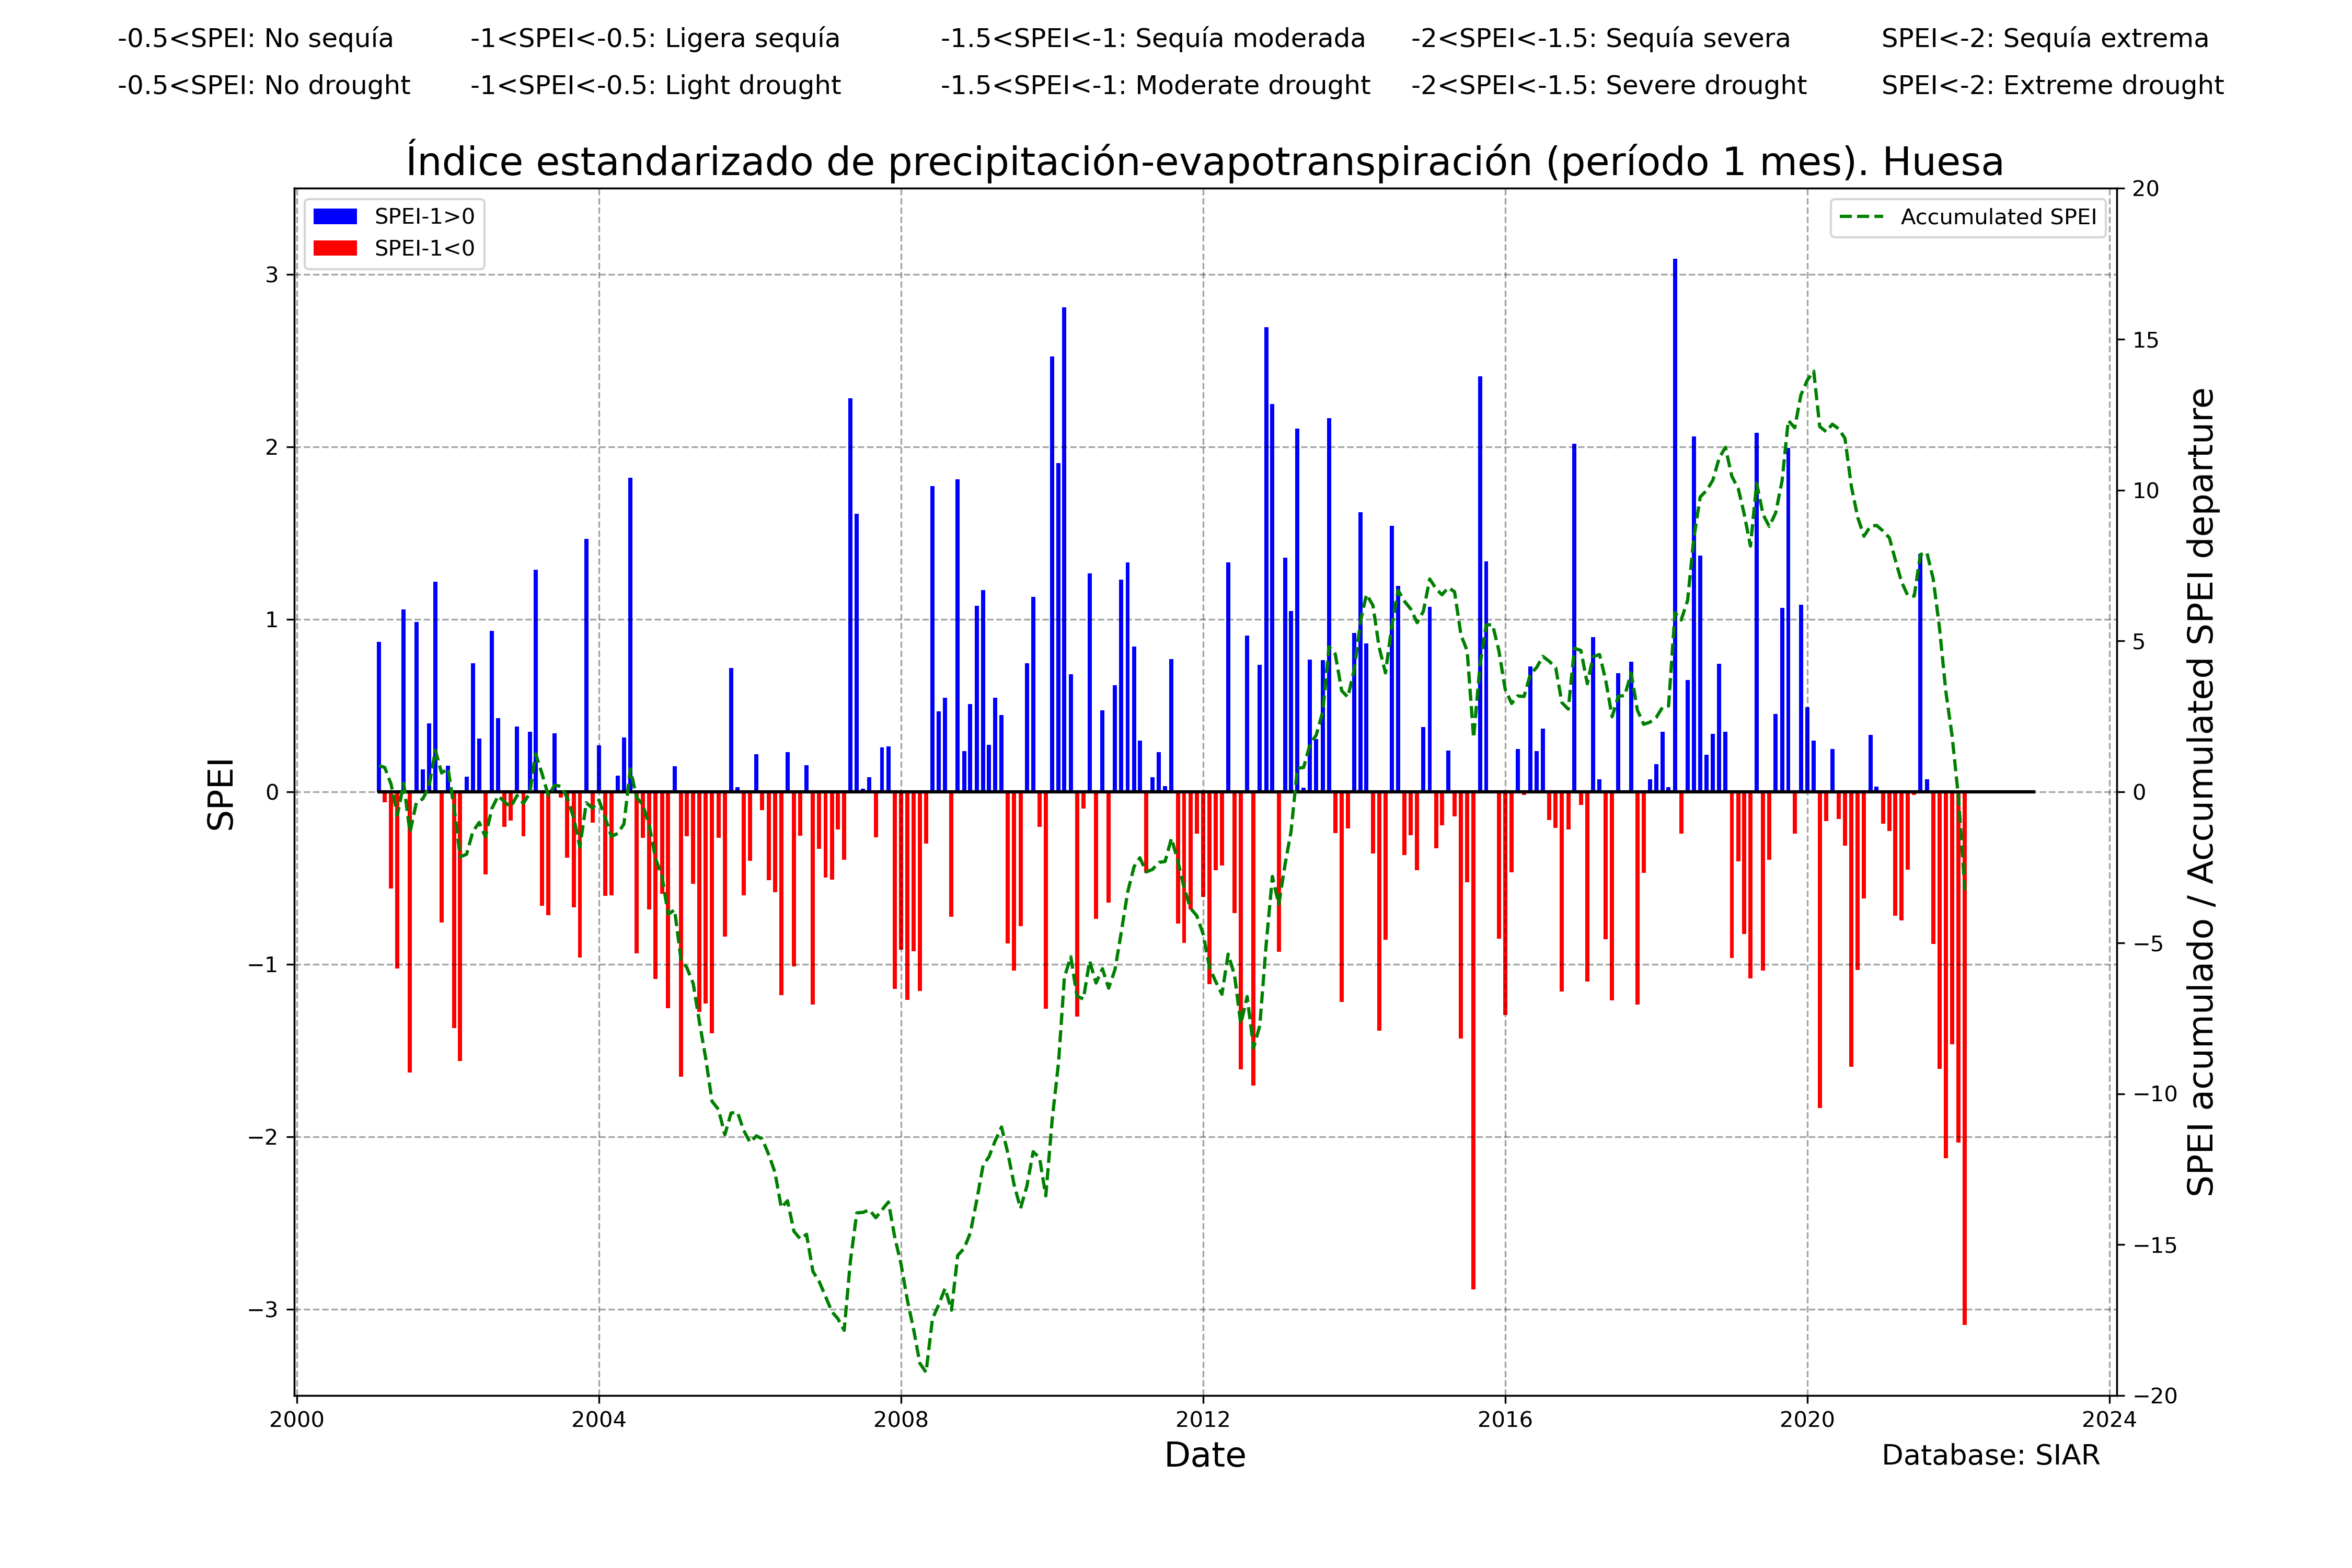 -0.5<SPEI: No sequía -1<SPEI<-0.5: Ligera sequía -1.5<SPEI<-1: Sequía moderada -2<SPEI<-1.5: Sequía severa SPEI<-2: Sequía extrema
-0.5<SPEI: No drought -1<SPEI<-0.5: Light drought -1.5<SPEI<-1: Moderate drought -2<SPEI<-1.5: Severe drought SPEI<-2: Extreme drought
Índice estandarizado de precipitación-evapotranspiración (período 1 mes). Huesa
SPEI-1>0
SPEI-1<0
Accumulated SPEI
SPEI
3
2
1
0
−1
−2
−3
20
15
10
5
0
−5
−10
−15
−20
SPEI acumulado / Accumulated SPEI departure
2000 2004 2008 2012 2016 2020 2024
Date
Database: SIAR